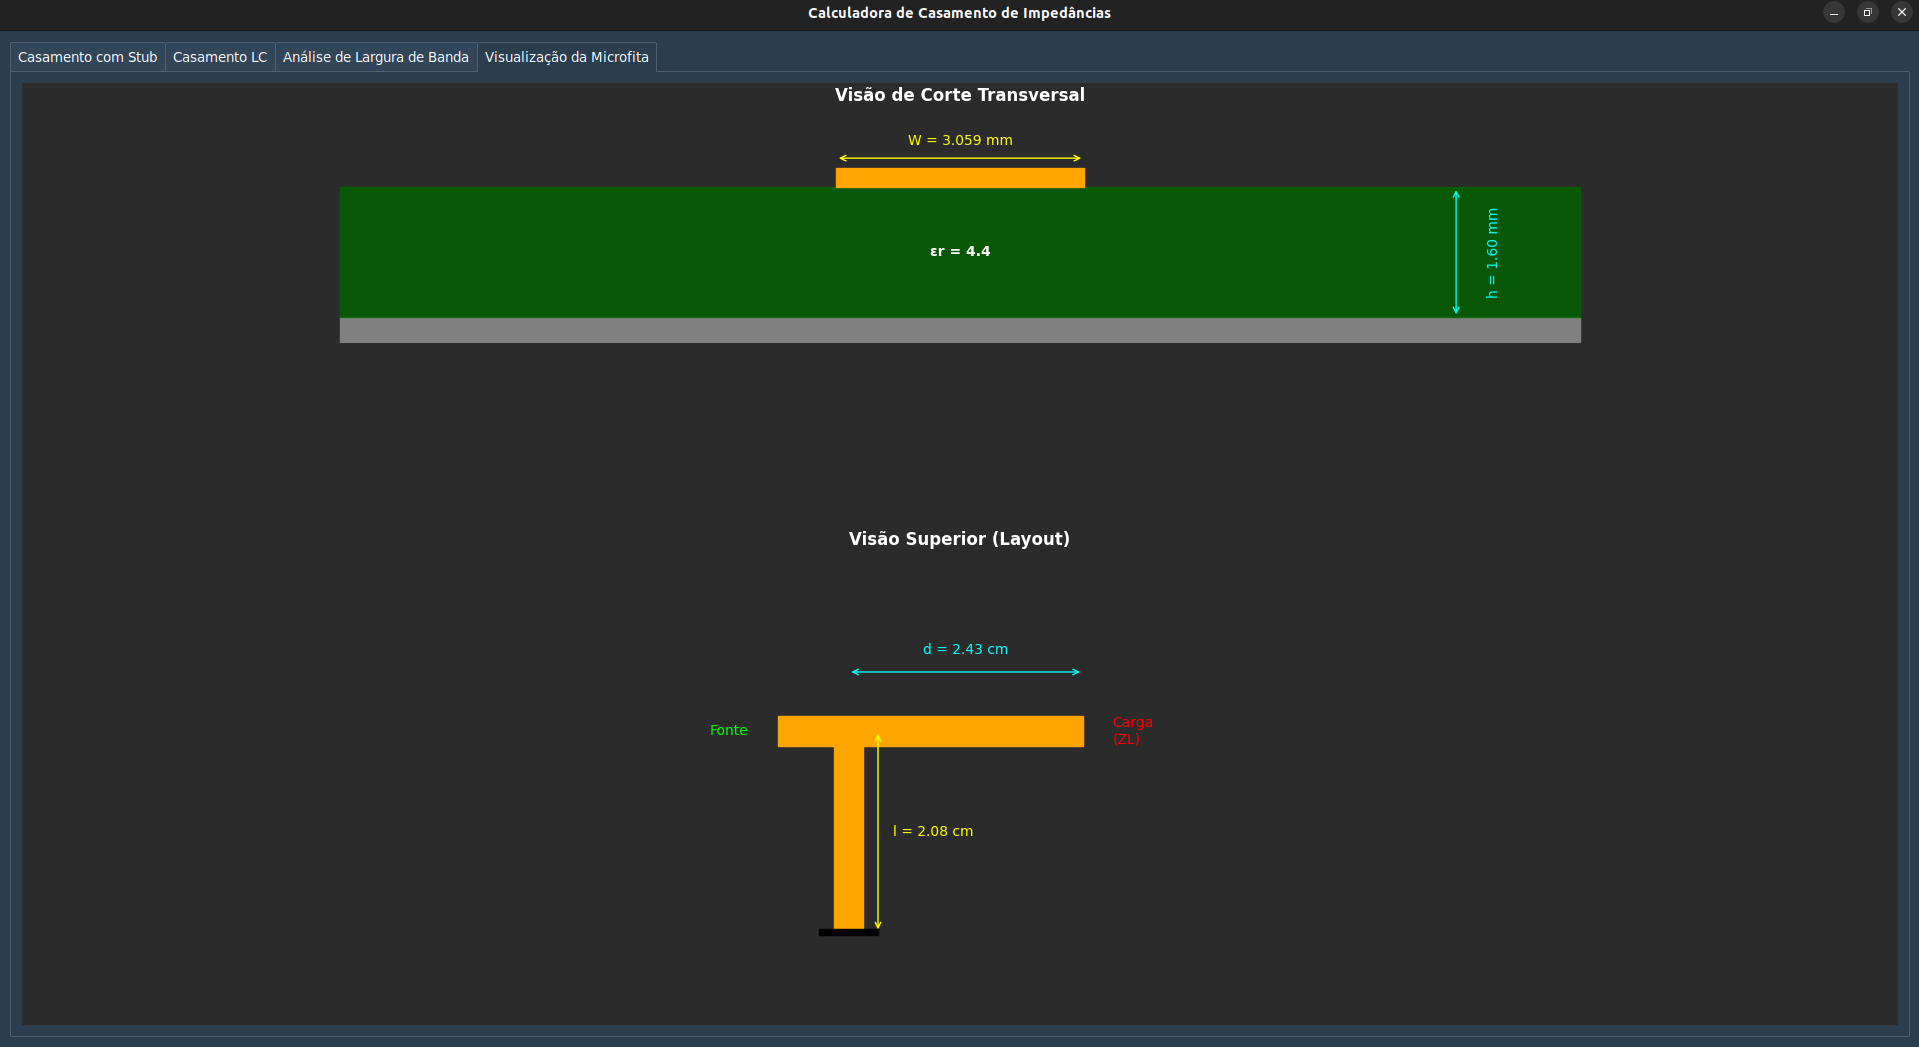 Calculadora de Casamento de Impedâncias
Casamento com Stub
Casamento LC
Análise de Largura de Banda
Visualização da Microfita
Visão de Corte Transversal
W = 3.059 mm
εr = 4.4
h = 1.60 mm
Visão Superior (Layout)
d = 2.43 cm
Fonte
Carga
(ZL)
l = 2.08 cm